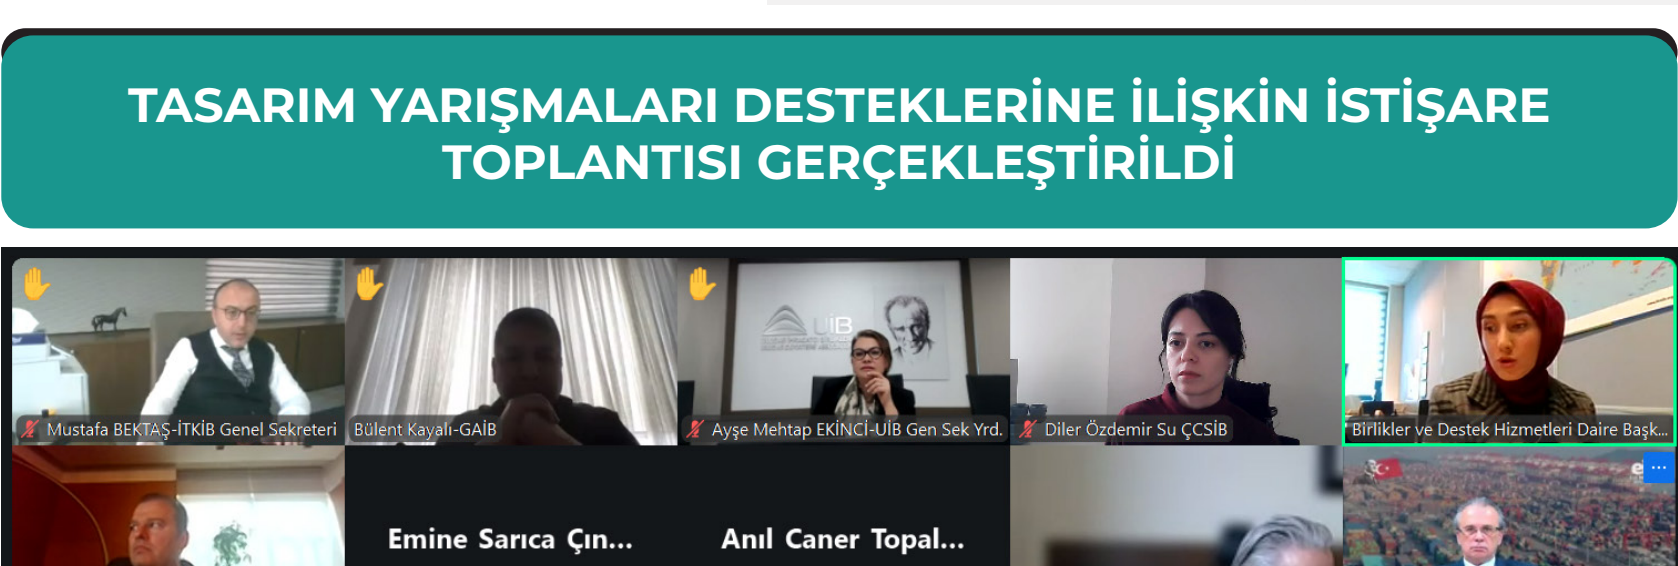 TASARIM YARIŞMALARI DESTEKLERİNE İLİŞKİN İSTİŞARE
TOPLANTISI GERÇEKLEŞTİRİLDİ
UİB
Mustafa BEKTAŞ-İTKİB Genel Sekreteri
Bülent Kayalı-GAİB
Ayşe Mehtap EKİNCİ-UİB Gen Sek Yrd.
Diler Özdemir Su ÇCSİB
Birlikler ve Destek Hizmetleri Daire Başk...
Emine Sarıca Çın...
Anıl Caner Topal...